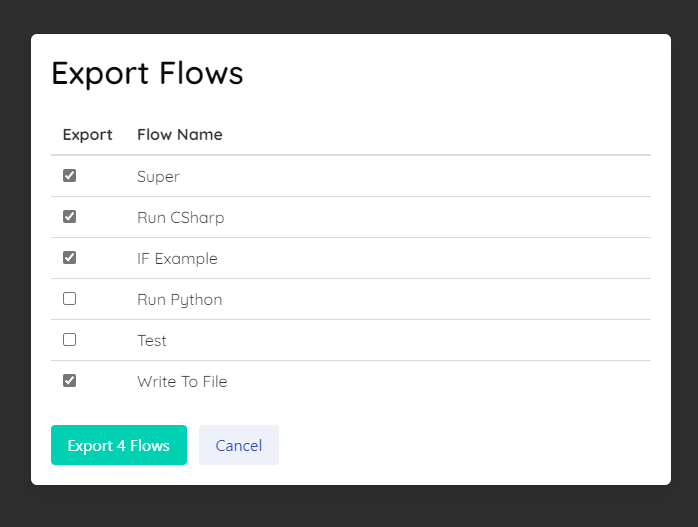 Export Flows
Export Flow Name
Super
Run CSharp
IF Example
Run Python
Test
Write To File
Export 4 Flows Cancel